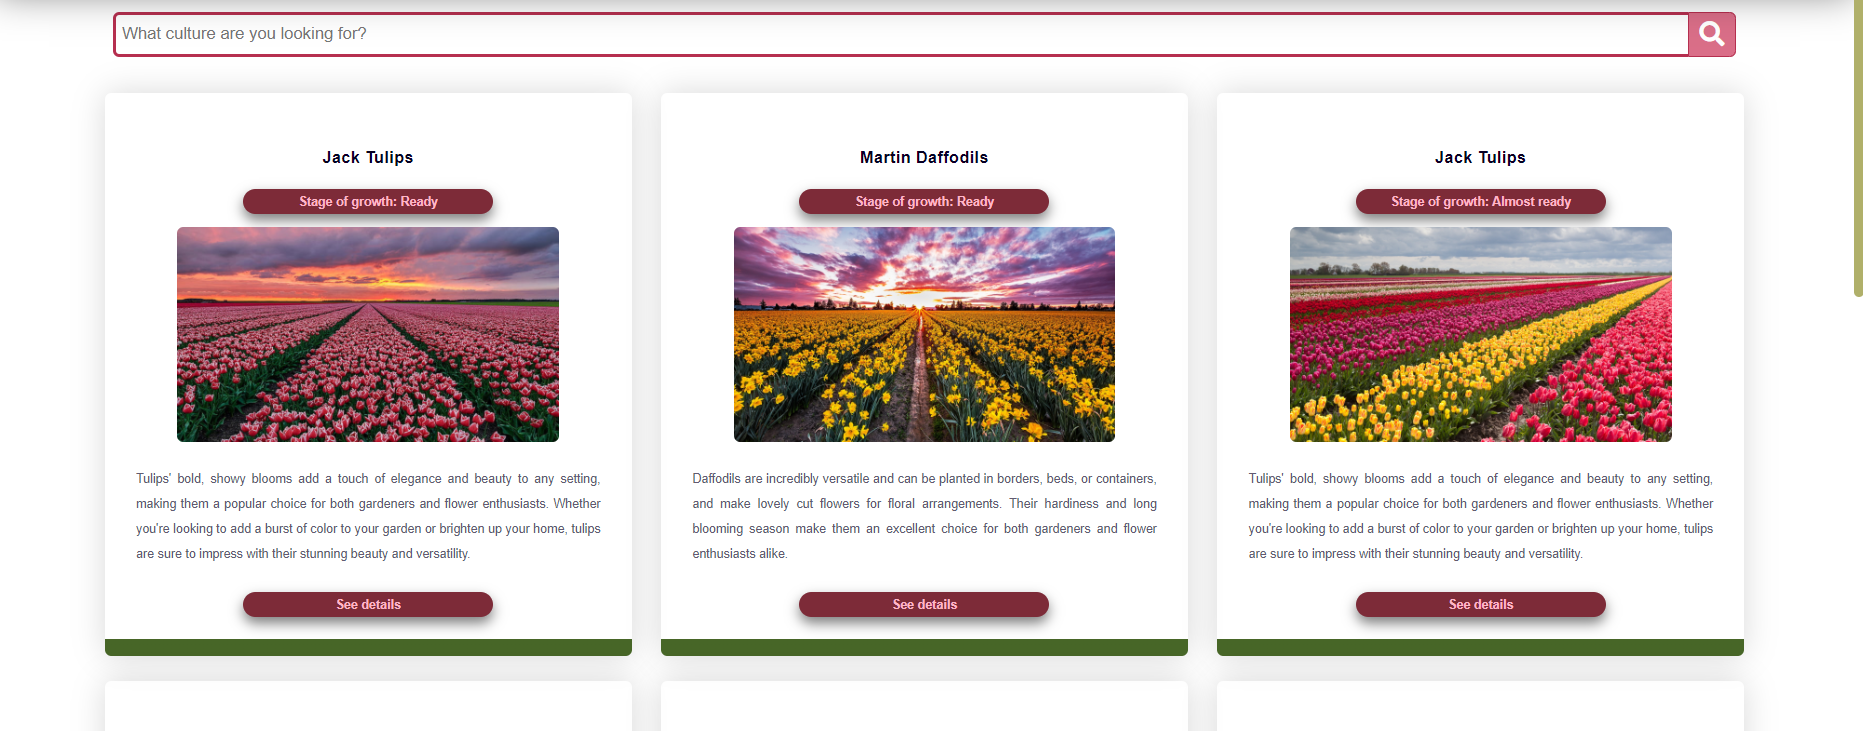 What culture are you looking for?
Jack Tulips
Stage of growth: Ready
Tulips' bold, showy blooms add a touch of elegance and beauty to any setting,
making them a popular choice for both gardeners and flower enthusiasts. Whether
you're looking to add a burst of color to your garden or brighten up your home, tulips
are sure to impress with their stunning beauty and versatility.
See details
Martin Daffodils
Stage of growth: Ready
Daffodils are incredibly versatile and can be planted in borders, beds, or containers,
and make lovely cut flowers for floral arrangements. Their hardiness and long
blooming season make them an excellent choice for both gardeners and flower
enthusiasts alike.
See details
Jack Tulips
Stage of growth: Almost ready
Tulips' bold, showy blooms add a touch of elegance and beauty to any setting,
making them a popular choice for both gardeners and flower enthusiasts. Whether
you're looking to add a burst of color to your garden or brighten up your home, tulips
are sure to impress with their stunning beauty and versatility.
See details